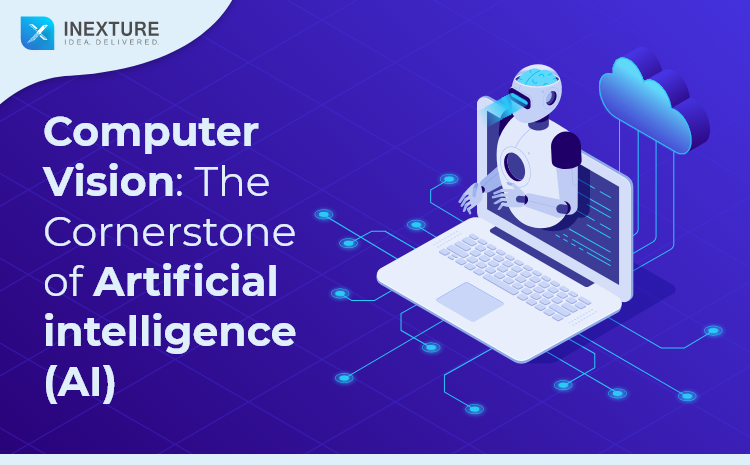 INEXTURE
IDEA. DELIVERED.
Computer
Vision: The
Cornerstone
of Artificial
intelligence
(AI)